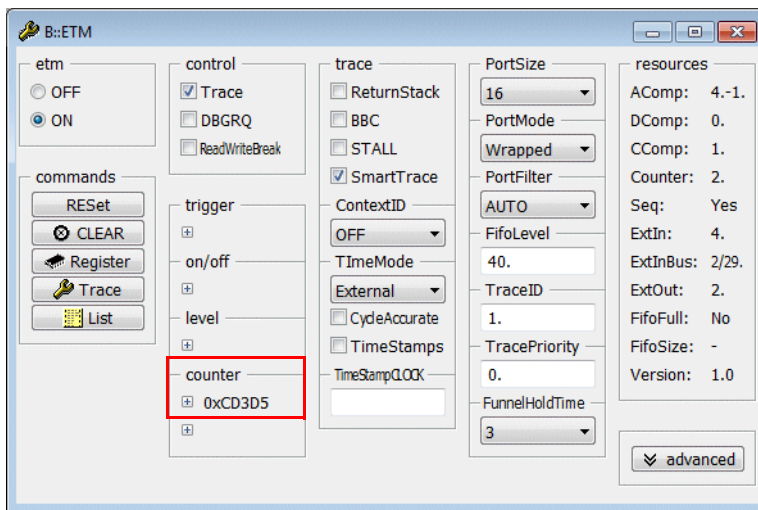 B::ETM
etm
OFF
ON
commands
RESet
CLEAR
Register
Trace
List
control
Trace
DBGRQ
ReadWriteBreak
trigger
on/off
level
counter
0xCD3D5
trace
ReturnStack
BBC
STALL
SmartTrace
ContextID
OFF
TImeMode
External
CycleAccurate
TimeStamps
TimeStampCLOCK
PortSize
16
PortMode
Wrapped
PortFilter
AUTO
FifoLevel
40.
TraceID
1.
TracePriority
0.
FunnelHoldTime
3
resources
AComp: 4.-1.
DComp: 0.
CComp: 1.
Counter: 2.
Seq: Yes
ExtIn: 4.
ExtInBus: 2/29.
ExtOut: 2.
FifoFull: No
FifoSize: -
Version: 1.0
advanced